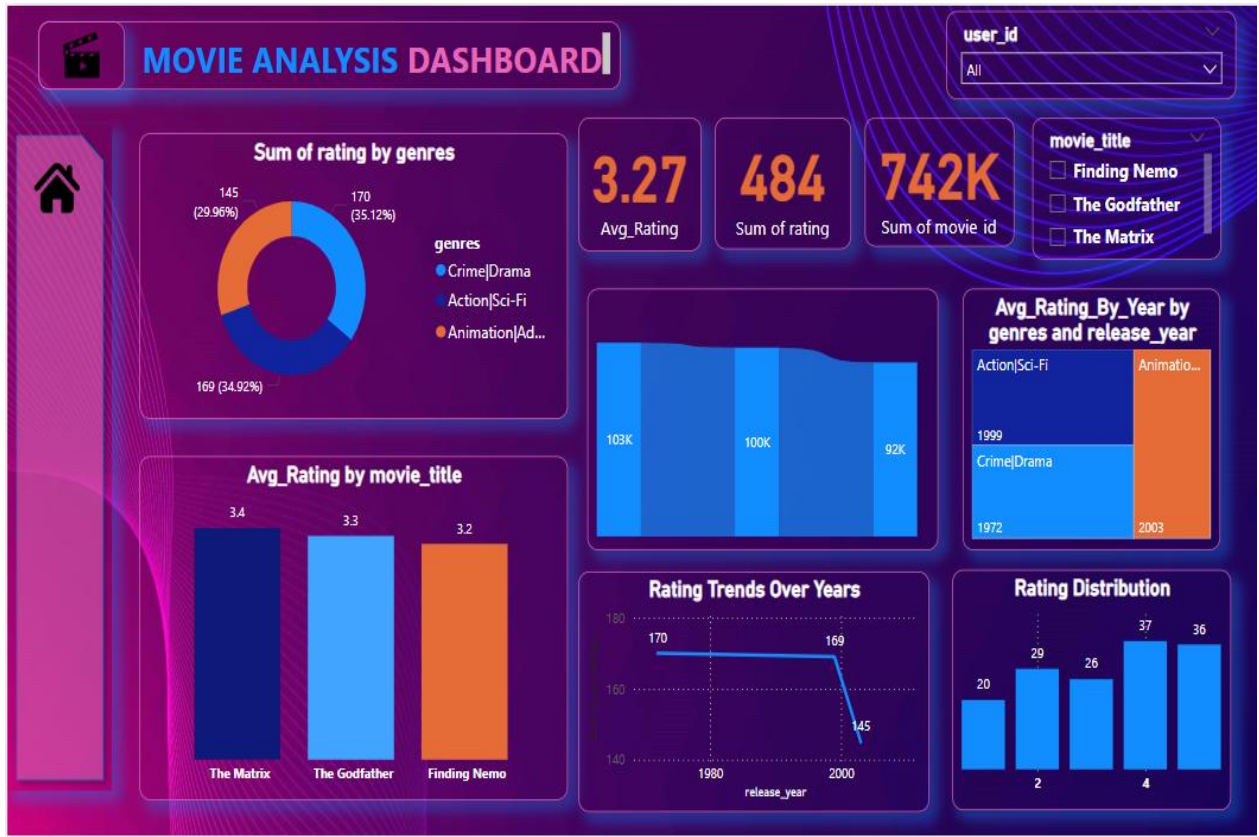 MOVIE ANALYSIS DASHBOARD
user_id
All
Sum of rating by genres
145
(29.96%)
170
(35.12%)
169 (34.92%)
genres
Crime|Drama
Action|Sci-Fi
Animation|Ad...
3.27
Avg_Rating
484
Sum of rating
742K
Sum of movie id
movie_title
Finding Nemo
The Godfather
The Matrix
103K
100K
92K
Avg_Rating_By_Year by
genres and release_year
Action|Sci-Fi
1999
Crime|Drama
1972
Animatio...
2003
Avg_Rating by movie_title
3.4
3.3
3.2
The Matrix
The Godfather
Finding Nemo
Rating Trends Over Years
180
160
140
170
169
145
1980
2000
release_year
Rating Distribution
20
29
26
37
36
2
4